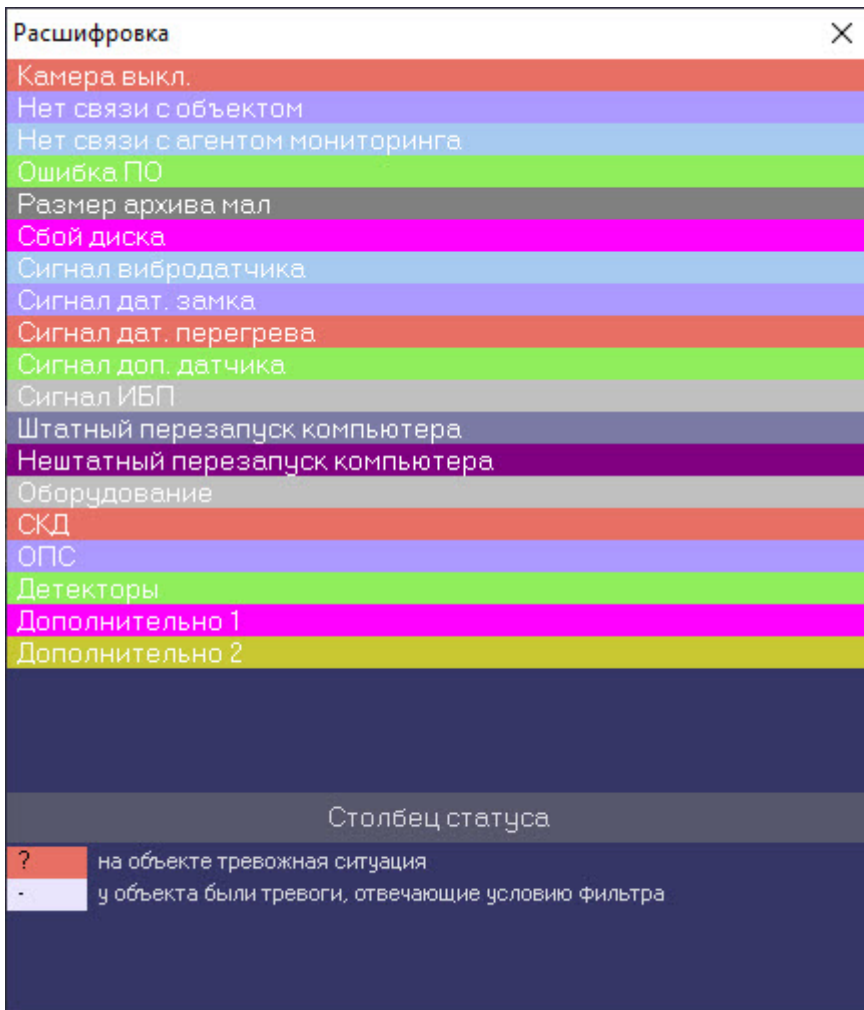 Расшифровка
Камера выкл.
Нет связи с объектом
Нет связи с агентом мониторинга
Ошибка ПО
Размер архива мал
Сбой диска
Сигнал вибродатчика
Сигнал дат. замка
Сигнал дат. перегрева
Сигнал доп. датчика
Сигнал ИБП
Штатный перезапуск компьютера
Нештатный перезапуск компьютера
Оборудование
СКД
ОПС
Детекторы
Дополнительно 1
Дополнительно 2
Столбец статуса
? на объекте тревожная ситуация
- у объекта были тревоги, отвечающие условию фильтра